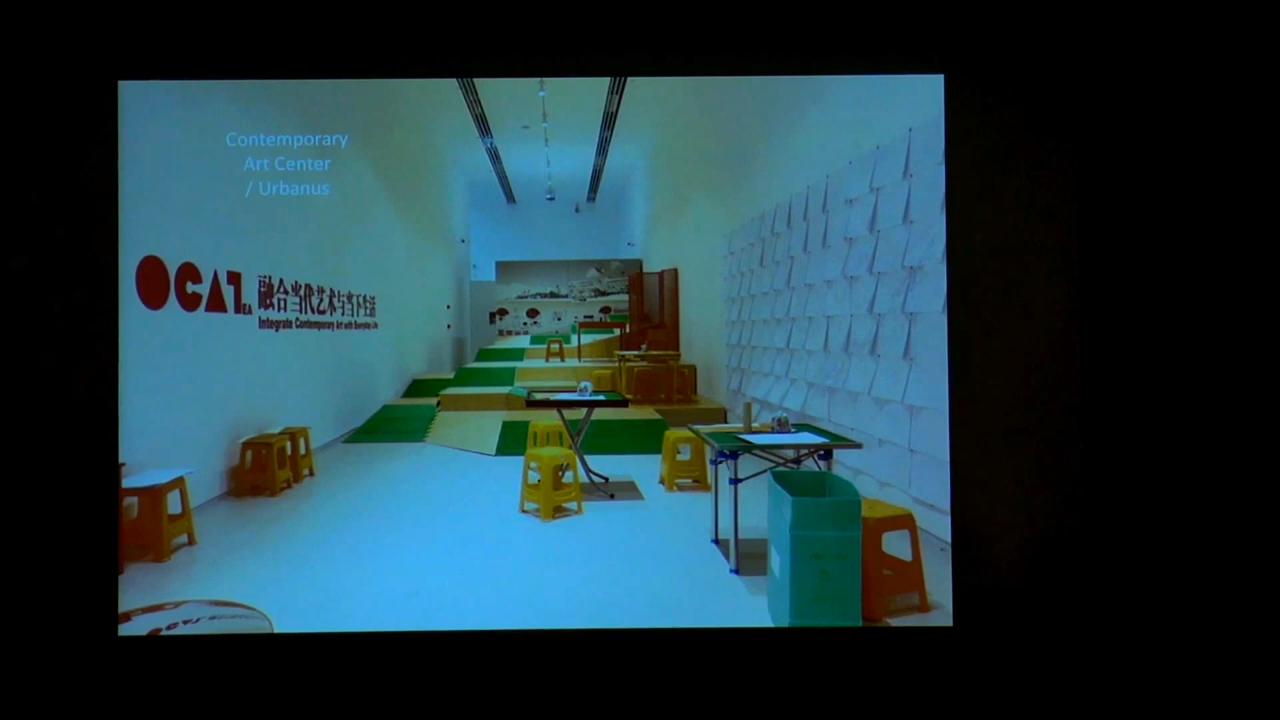 Contemporary
Art Center
/ Urbanus
OCAT EA
融合当代艺术与当下生活
Integrate Contemporary Art with Everyday Life